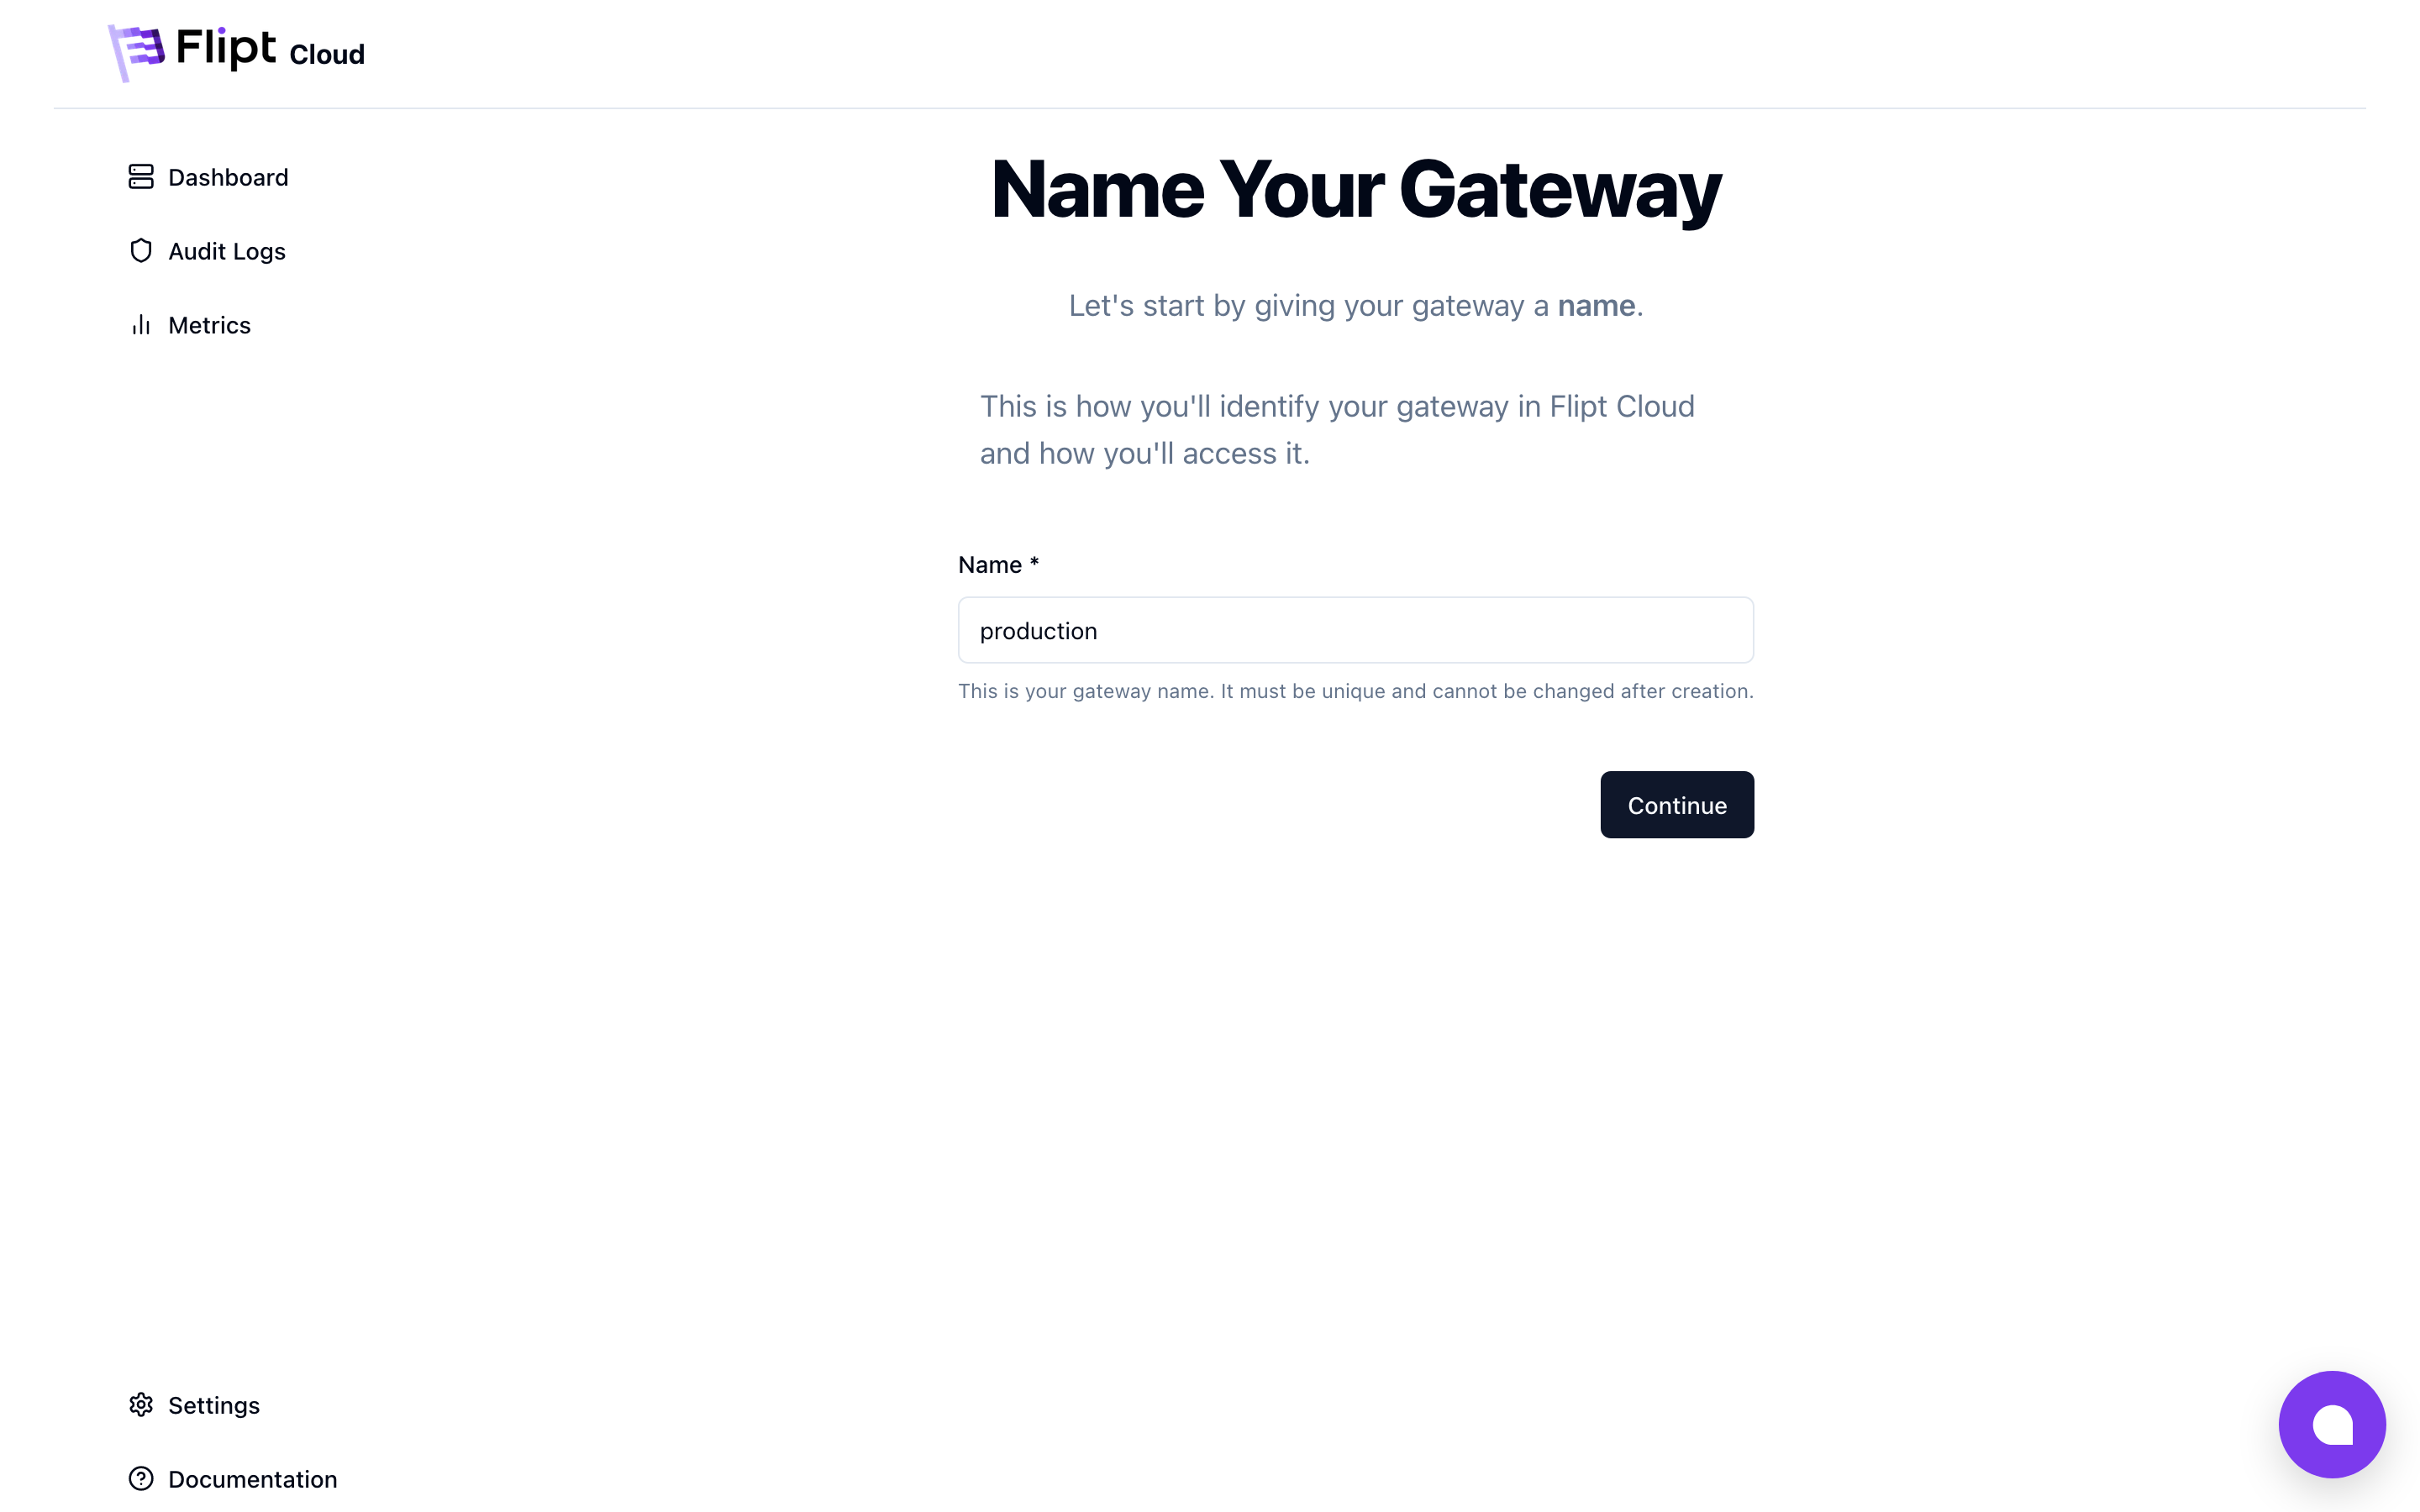 Flipt Cloud
Dashboard
Audit Logs
Metrics
Name Your Gateway
Let's start by giving your gateway a name.
This is how you'll identify your gateway in Flipt Cloud
and how you'll access it.
Name *
production
This is your gateway name. It must be unique and cannot be changed after creation.
Continue
Settings
Documentation